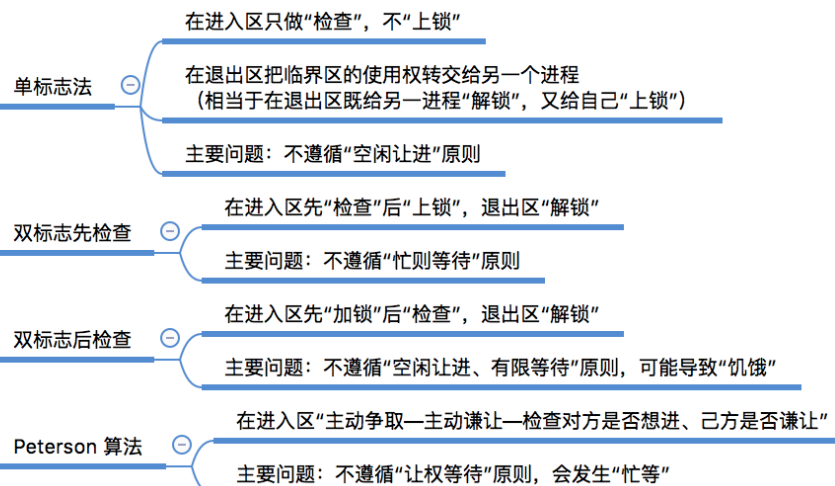 在进入区只做“检查”，不“上锁”
单标志法
在退出区把临界区的使用权转交给另一个进程
（相当于在退出区既给另一进程“解锁”，又给自己“上锁”）
主要问题：不遵循“空闲让进”原则
在进入区先“检查”后“上锁”，退出区“解锁”
双标志先检查
主要问题：不遵循“忙则等待”原则
在进入区先“加锁”后“检查”，退出区“解锁”
双标志后检查
主要问题：不遵循“空闲让进、有限等待”原则，可能导致“饥饿”
在进入区“主动争取—主动谦让—检查对方是否想进、己方是否谦让”
Peterson 算法
主要问题：不遵循“让权等待”原则，会发生“忙等”